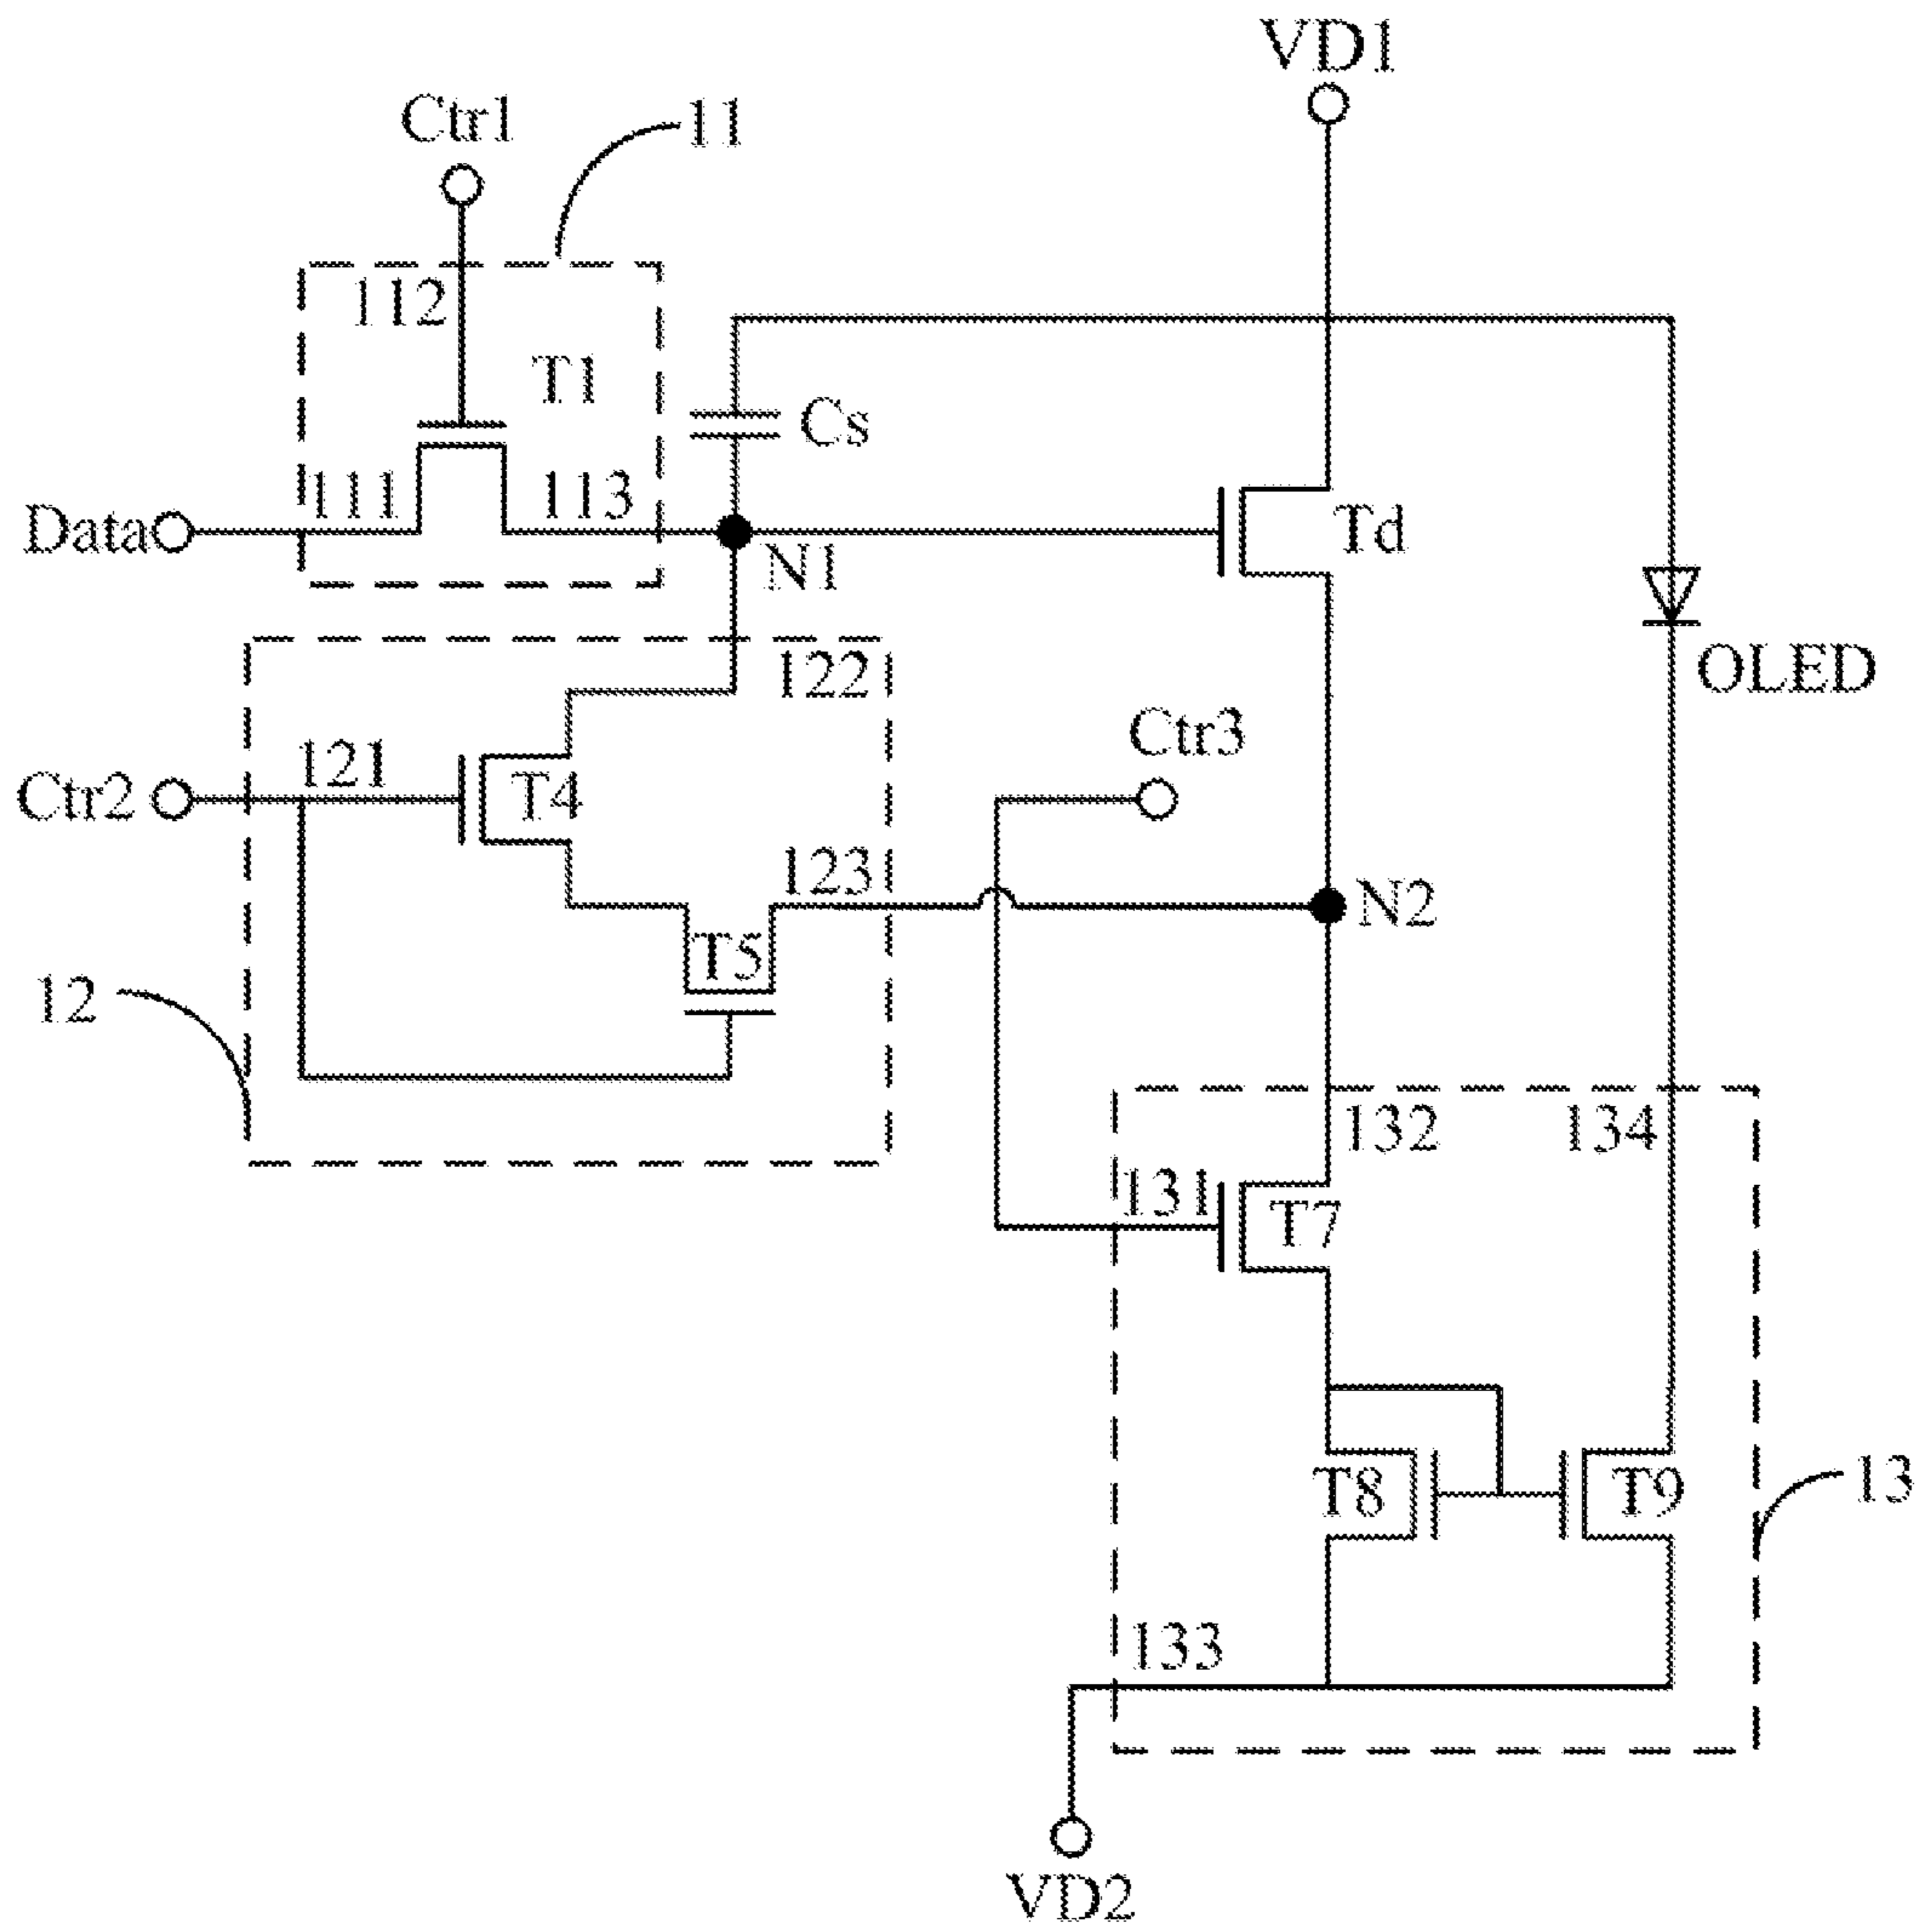 VD1
Ctr1
11
112
T1
Cs
111
113
Data
Td
N1
122
OLED
Ctr3
121
Ctr2
T4
123
N2
T5
12
132
134
131
T7
T8
T9
13
133
VD2